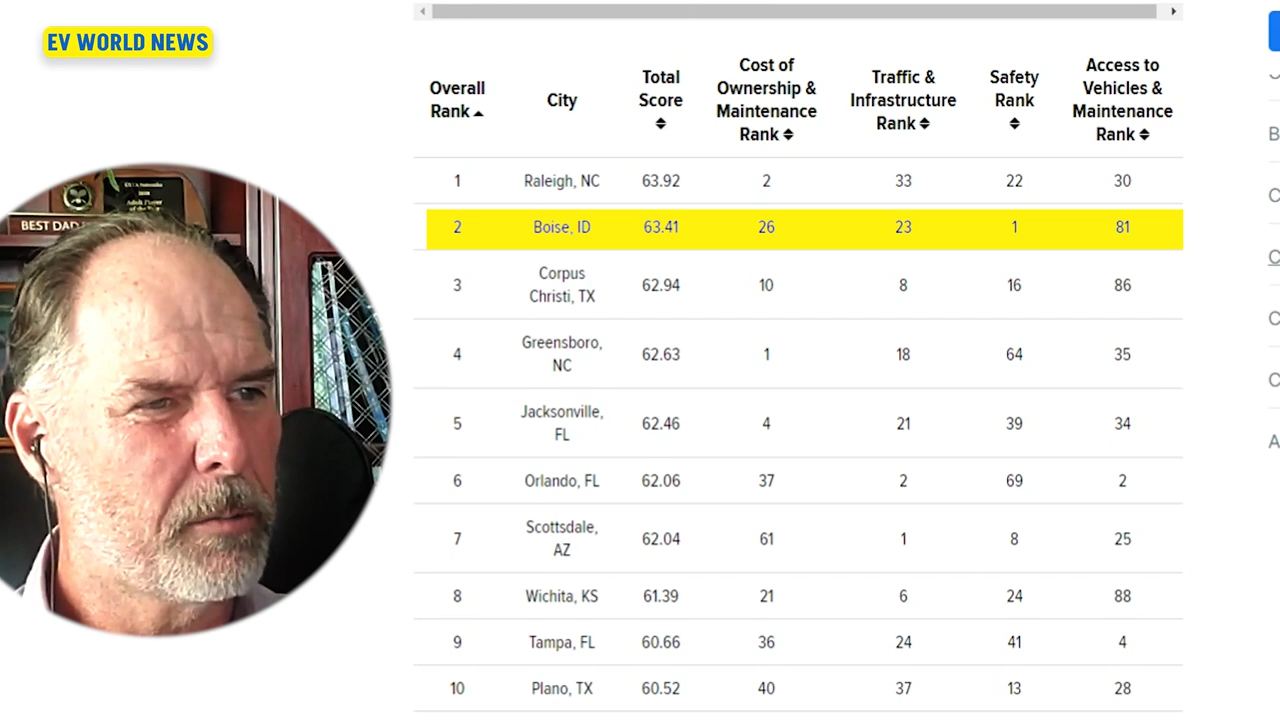 EV WORLD NEWS
BEST DAD
Overall Rank City Total Score Cost of Ownership & Maintenance Rank Traffic & Infrastructure Rank Safety Rank Access to Vehicles & Maintenance Rank
1 Raleigh, NC 63.92 2 33 22 30
2 Boise, ID 63.41 26 23 1 81
3 Corpus Christi, TX 62.94 10 8 16 86
4 Greensboro, NC 62.63 1 18 64 35
5 Jacksonville, FL 62.46 4 21 39 34
6 Orlando, FL 62.06 37 2 69 2
7 Scottsdale, AZ 62.04 61 1 8 25
8 Wichita, KS 61.39 21 6 24 88
9 Tampa, FL 60.66 36 24 41 4
10 Plano, TX 60.52 40 37 13 28